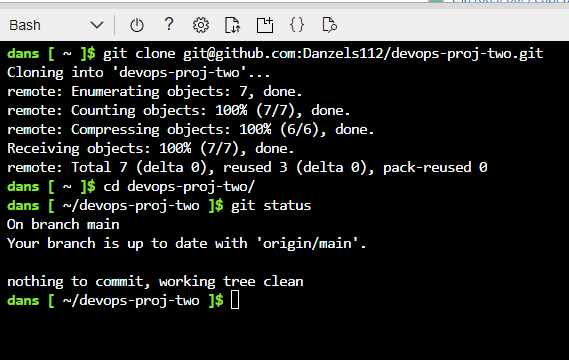 Bash
?
{}
dans [ ~ ]$ git clone git@github.com:Danzels112/devops-proj-two.git
Cloning into 'devops-proj-two'...
remote: Enumerating objects: 7, done.
remote: Counting objects: 100% (7/7), done.
remote: Compressing objects: 100% (6/6), done.
Receiving objects: 100% (7/7), done.
remote: Total 7 (delta 0), reused 3 (delta 0), pack-reused 0
dans [ ~ ]$ cd devops-proj-two/
dans [ ~/devops-proj-two ]$ git status
On branch main
Your branch is up to date with 'origin/main'.
nothing to commit, working tree clean
dans [ ~/devops-proj-two ]$